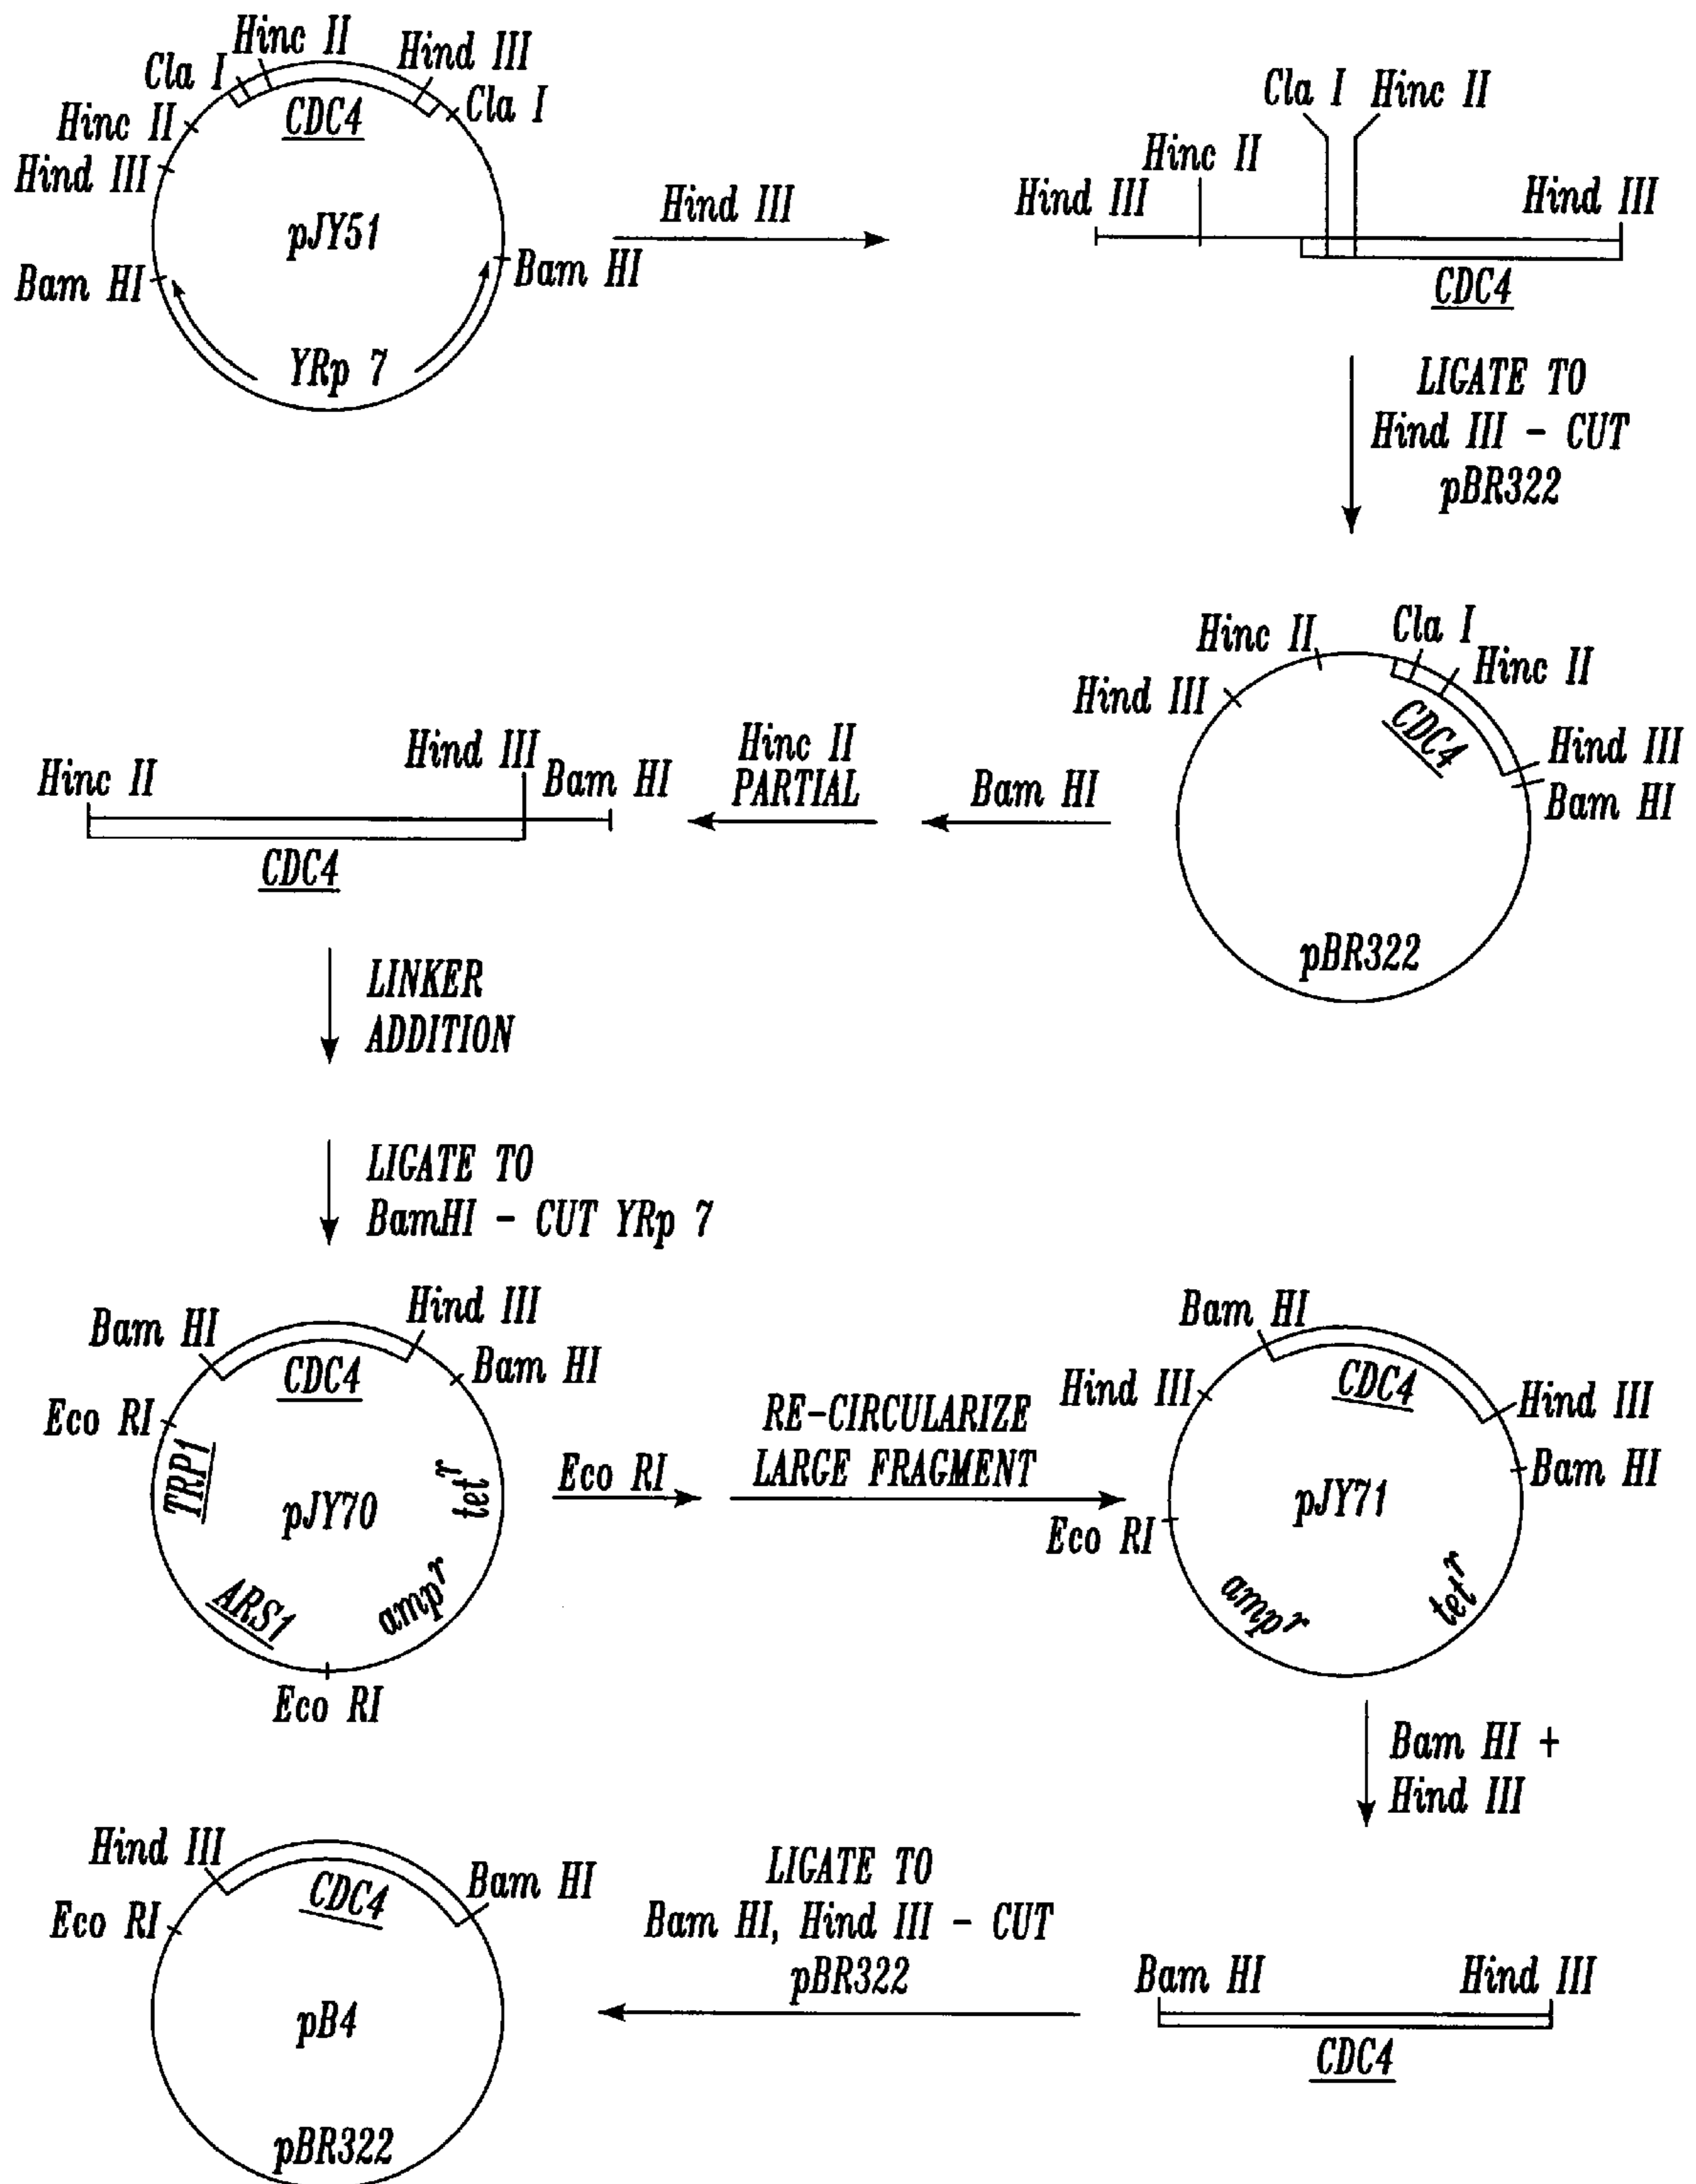 Hinc II
Hind III
Cla I
Cla I
CDC4
Hinc II
Hind III
pJY51
Bam HI
Bam HI
YRp 7
Hind III
Cla I Hinc II
Hinc II
Hind III
Hind III
CDC4
LIGATE TO
Hind III - CUT
pBR322
Hinc II
Cla I
Hinc II
Hind III
CDC4
Hind III
Bam HI
pBR322
Bam HI
Hinc II
PARTIAL
Hinc II
Hind III
Bam HI
CDC4
LINKER
ADDITION
LIGATE TO
BamHI - CUT YRp 7
Bam HI
Hind III
CDC4
Bam HI
Eco RI
TRP1
pJY70
tet r
ARS1
amp r
Eco RI
Eco RI
RE-CIRCULARIZE
LARGE FRAGMENT
Bam HI
Hind III
CDC4
Hind III
Bam HI
pJY71
Eco RI
amp r
tet r
Bam HI +
Hind III
Bam HI
Hind III
CDC4
LIGATE TO
Bam HI, Hind III - CUT
pBR322
Hind III
CDC4
Bam HI
Eco RI
pB4
pBR322